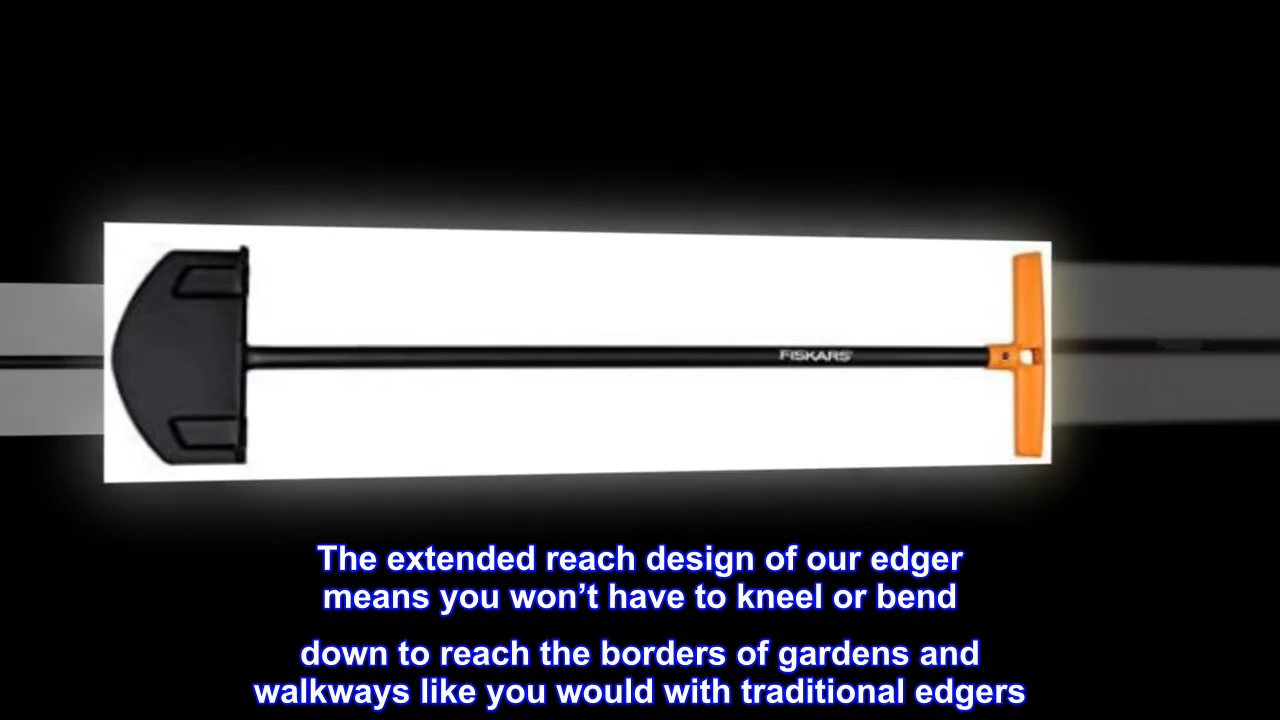 FISKARS
The extended reach design of our edger
means you won’t have to kneel or bend
down to reach the borders of gardens and
walkways like you would with traditional edgers